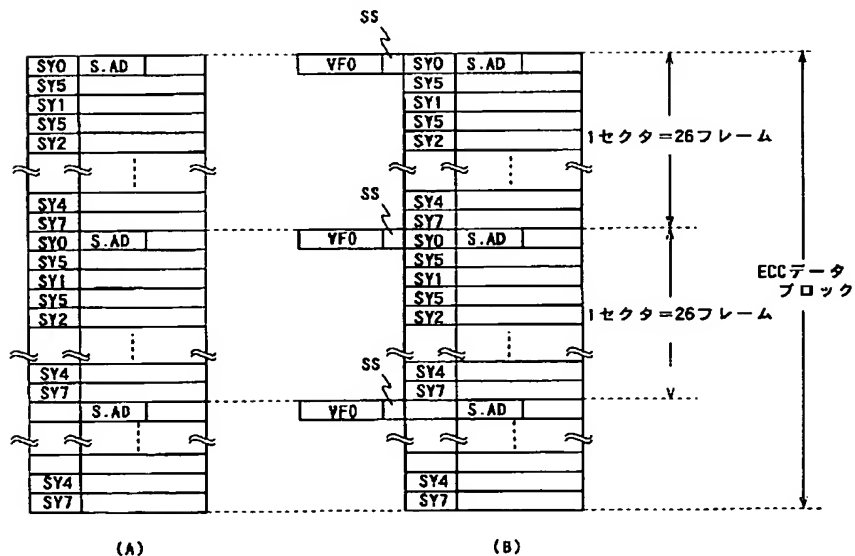 SS
SY0 S.AD
SY5
SY1
SY5
SY2
SY4
SY7
SY0 S.AD
SY5
SY1
SY5
SY2
SY4
SY7
S.AD
SY4
SY7
(A)
VFO SY0 S.AD
SY5
SY1
SY5
SY2
SS
SY4
SY7
VFO SY0 S.AD
SY5
SY1
SY5
SY2
SS
SY4
SY7
VFO S.AD
SY4
SY7
(B)
1セクタ=26フレーム
1セクタ=26フレーム
ECCデータ
ブロック